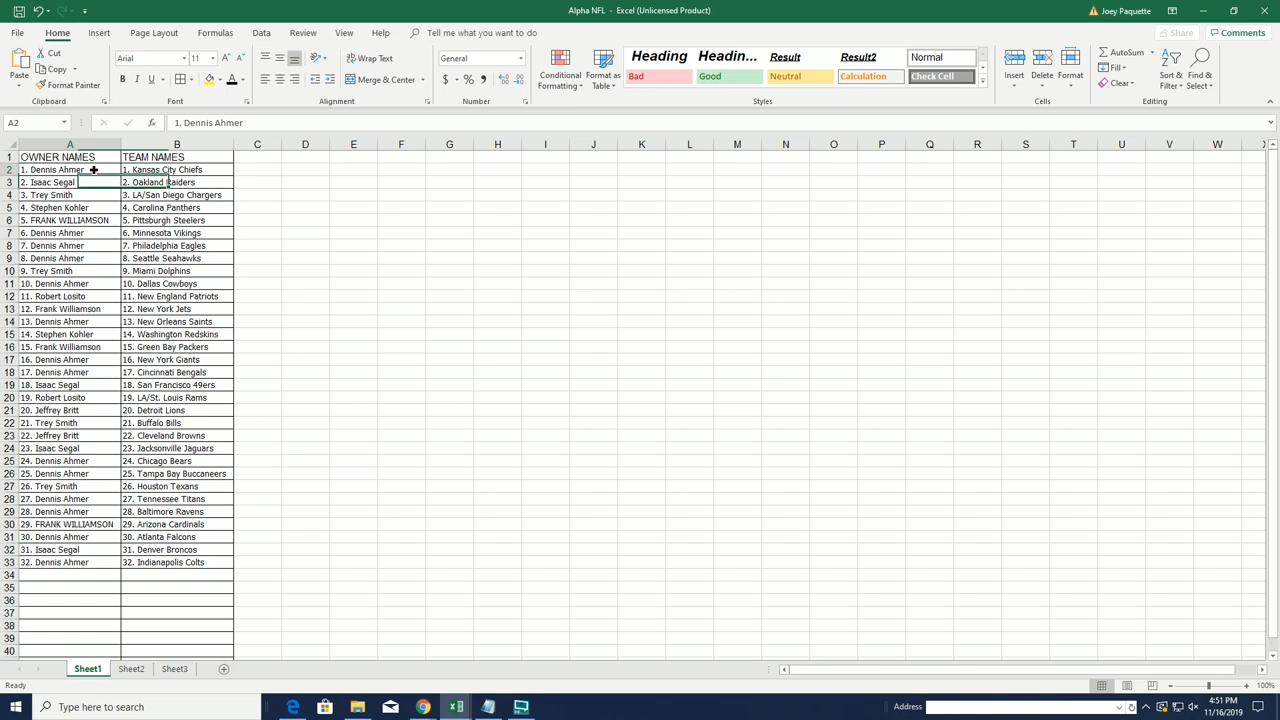 Alpha NFL - Excel (Unlicensed Product)
Joey Paquette
File Home Insert Page Layout Formulas Data Review View Help Tell me what you want to do
Share Comments
Paste Cut Copy Format Painter
Arial 11
B I U
Wrap Text
Merge & Center
General
$ % ,
Conditional Formatting Format as Table
Heading Headin... Result Result2 Normal
Bad Good Neutral Calculation Check Cell
Insert Delete Format
AutoSum Fill Clear
Sort & Filter Find & Select
Clipboard Font Alignment Number Styles Cells Editing
A2 fx 1. Dennis Ahmer
A B C D E F G H I J K L M N O P Q R S T U V W X
1 OWNER NAMES TEAM NAMES
2 1. Dennis Ahmer 1. Kansas City Chiefs
3 2. Isaac Segal 2. Oakland Raiders
4 3. Trey Smith 3. LA/San Diego Chargers
5 4. Stephen Kohler 4. Carolina Panthers
6 5. FRANK WILLIAMSON 5. Pittsburgh Steelers
7 6. Dennis Ahmer 6. Minnesota Vikings
8 7. Dennis Ahmer 7. Philadelphia Eagles
9 8. Dennis Ahmer 8. Seattle Seahawks
10 9. Trey Smith 9. Miami Dolphins
11 10. Dennis Ahmer 10. Dallas Cowboys
12 11. Robert Losito 11. New England Patriots
13 12. Frank Williamson 12. New York Jets
14 13. Dennis Ahmer 13. New Orleans Saints
15 14. Stephen Kohler 14. Washington Redskins
16 15. Frank Williamson 15. Green Bay Packers
17 16. Dennis Ahmer 16. New York Giants
18 17. Dennis Ahmer 17. Cincinnati Bengals
19 18. Isaac Segal 18. San Francisco 49ers
20 19. Robert Losito 19. LA/St. Louis Rams
21 20. Jeffrey Britt 20. Detroit Lions
22 21. Trey Smith 21. Buffalo Bills
23 22. Jeffrey Britt 22. Cleveland Browns
24 23. Isaac Segal 23. Jacksonville Jaguars
25 24. Dennis Ahmer 24. Chicago Bears
26 25. Dennis Ahmer 25. Tampa Bay Buccaneers
27 26. Trey Smith 26. Houston Texans
28 27. Dennis Ahmer 27. Tennessee Titans
29 28. Dennis Ahmer 28. Baltimore Ravens
30 29. FRANK WILLIAMSON 29. Arizona Cardinals
31 30. Dennis Ahmer 30. Atlanta Falcons
32 31. Isaac Segal 31. Denver Broncos
33 32. Dennis Ahmer 32. Indianapolis Colts
34
35
36
37
38
39
40
Sheet1 Sheet2 Sheet3
Ready 100%
Type here to search
Address
4:51 PM
11/16/2019